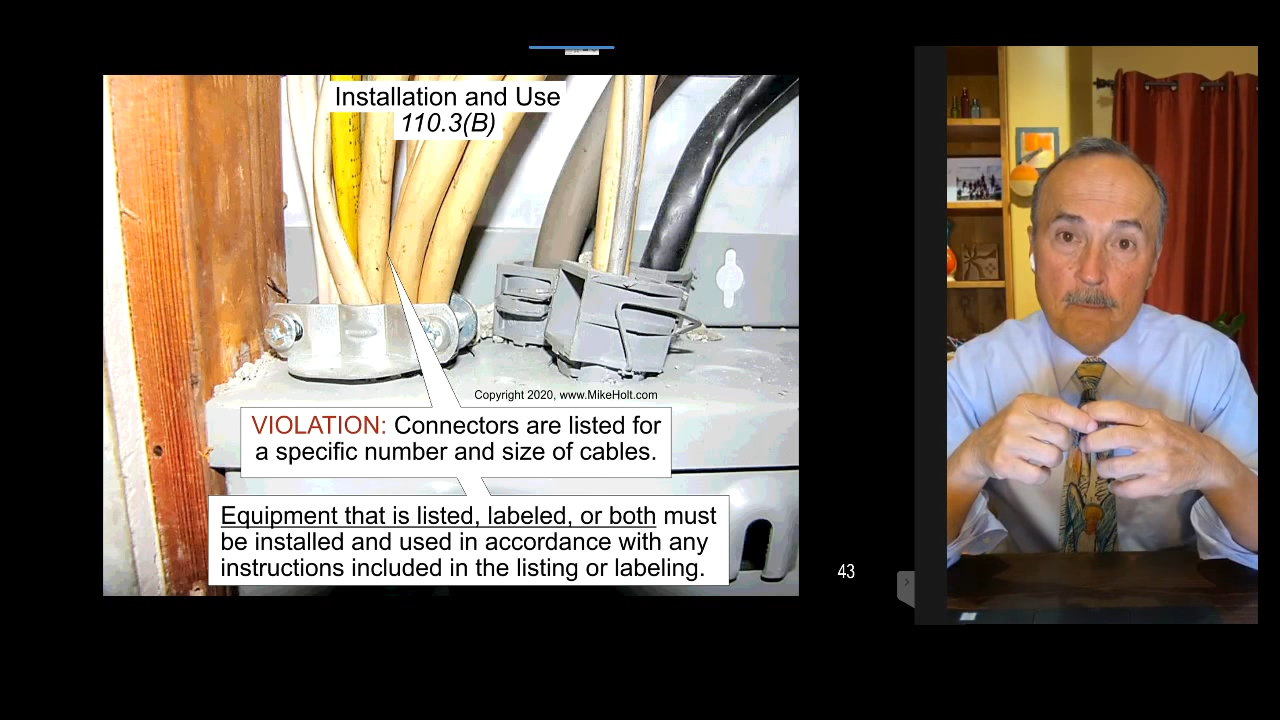 Installation and Use
110.3(B)
Copyright 2020, www.MikeHolt.com
VIOLATION: Connectors are listed for
a specific number and size of cables.
Equipment that is listed, labeled, or both must
be installed and used in accordance with any
instructions included in the listing or labeling.
43